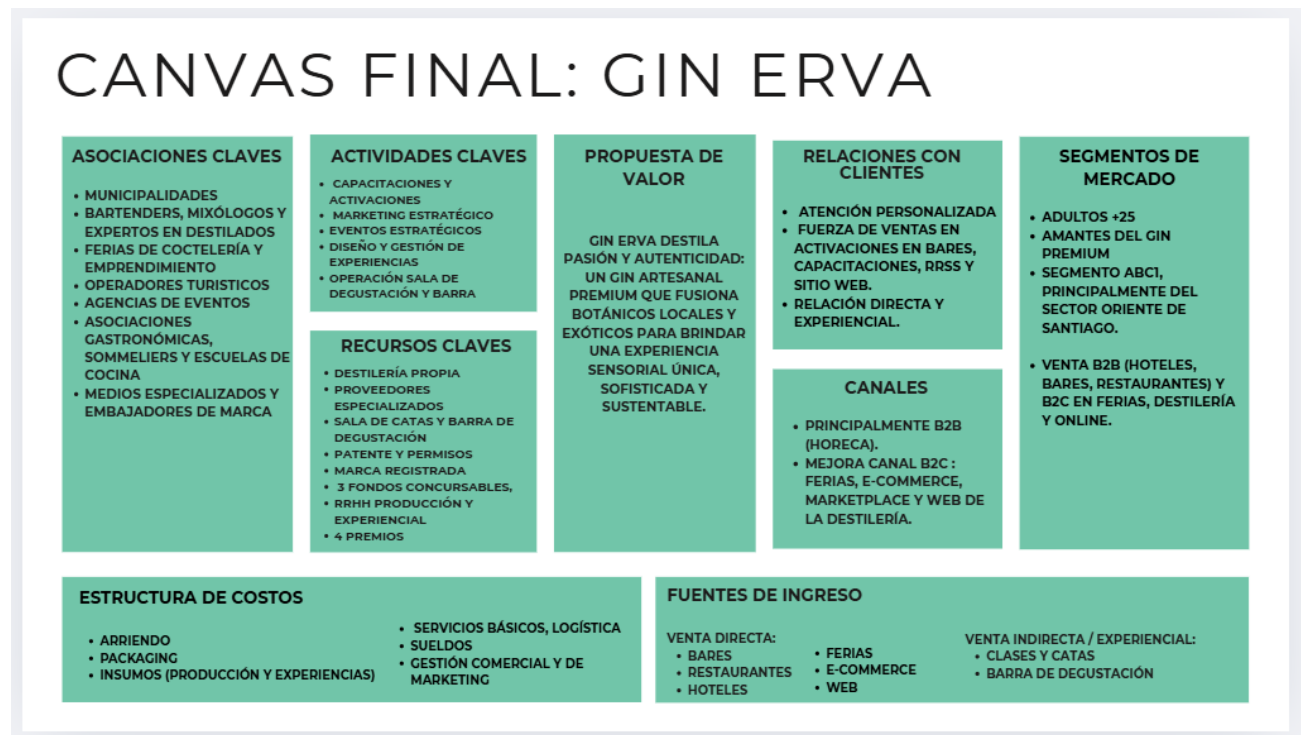 CANVAS FINAL: GIN ERVA
ASOCIACIONES CLAVES
• MUNICIPALIDADES
• BARTENDERS, MIXÓLOGOS Y
EXPERTOS EN DESTILADOS
• FERIAS DE COCTELERÍA Y
EMPRENDIMIENTO
• OPERADORES TURISTICOS
• AGENCIAS DE EVENTOS
• ASOCIACIONES
GASTRONÓMICAS,
SOMMELIERS Y ESCUELAS DE
COCINA
• MEDIOS ESPECIALIZADOS Y
EMBAJADORES DE MARCA
ACTIVIDADES CLAVES
• CAPACITACIONES Y
ACTIVACIONES
• MARKETING ESTRATÉGICO
• EVENTOS ESTRATÉGICOS
• DISEÑO Y GESTIÓN DE
EXPERIENCIAS
• OPERACIÓN SALA DE
DEGUSTACIÓN Y BARRA
RECURSOS CLAVES
• DESTILERÍA PROPIA
• PROVEEDORES
ESPECIALIZADOS
• SALA DE CATAS Y BARRA DE
DEGUSTACIÓN
• PATENTE Y PERMISOS
• MARCA REGISTRADA
• 3 FONDOS CONCURSABLES,
• RRHH PRODUCCIÓN Y
EXPERIENCIAL
• 4 PREMIOS
PROPUESTA DE
VALOR
GIN ERVA DESTILA
PASIÓN Y AUTENTICIDAD:
UN GIN ARTESANAL
PREMIUM QUE FUSIONA
BOTÁNICOS LOCALES Y
EXÓTICOS PARA BRINDAR
UNA EXPERIENCIA
SENSORIAL ÚNICA,
SOFISTICADA Y
SUSTENTABLE.
RELACIONES CON
CLIENTES
• ATENCIÓN PERSONALIZADA
• FUERZA DE VENTAS EN
ACTIVACIONES EN BARES,
CAPACITACIONES, RRSS Y
SITIO WEB.
• RELACIÓN DIRECTA Y
EXPERIENCIAL.
CANALES
• PRINCIPALMENTE B2B
(HORECA).
• MEJORA CANAL B2C :
FERIAS, E-COMMERCE,
MARKETPLACE Y WEB DE
LA DESTILERÍA.
SEGMENTOS DE
MERCADO
• ADULTOS +25
• AMANTES DEL GIN
PREMIUM
• SEGMENTO ABC1,
PRINCIPALMENTE DEL
SECTOR ORIENTE DE
SANTIAGO.
• VENTA B2B (HOTELES,
BARES, RESTAURANTES) Y
B2C EN FERIAS, DESTILERÍA
Y ONLINE.
ESTRUCTURA DE COSTOS
• ARRIENDO
• PACKAGING
• INSUMOS (PRODUCCIÓN Y EXPERIENCIAS)
• SERVICIOS BÁSICOS, LOGÍSTICA
• SUELDOS
• GESTIÓN COMERCIAL Y DE
MARKETING
FUENTES DE INGRESO
VENTA DIRECTA:
• BARES
• RESTAURANTES
• HOTELES
• FERIAS
• E-COMMERCE
• WEB
VENTA INDIRECTA / EXPERIENCIAL:
• CLASES Y CATAS
• BARRA DE DEGUSTACIÓN